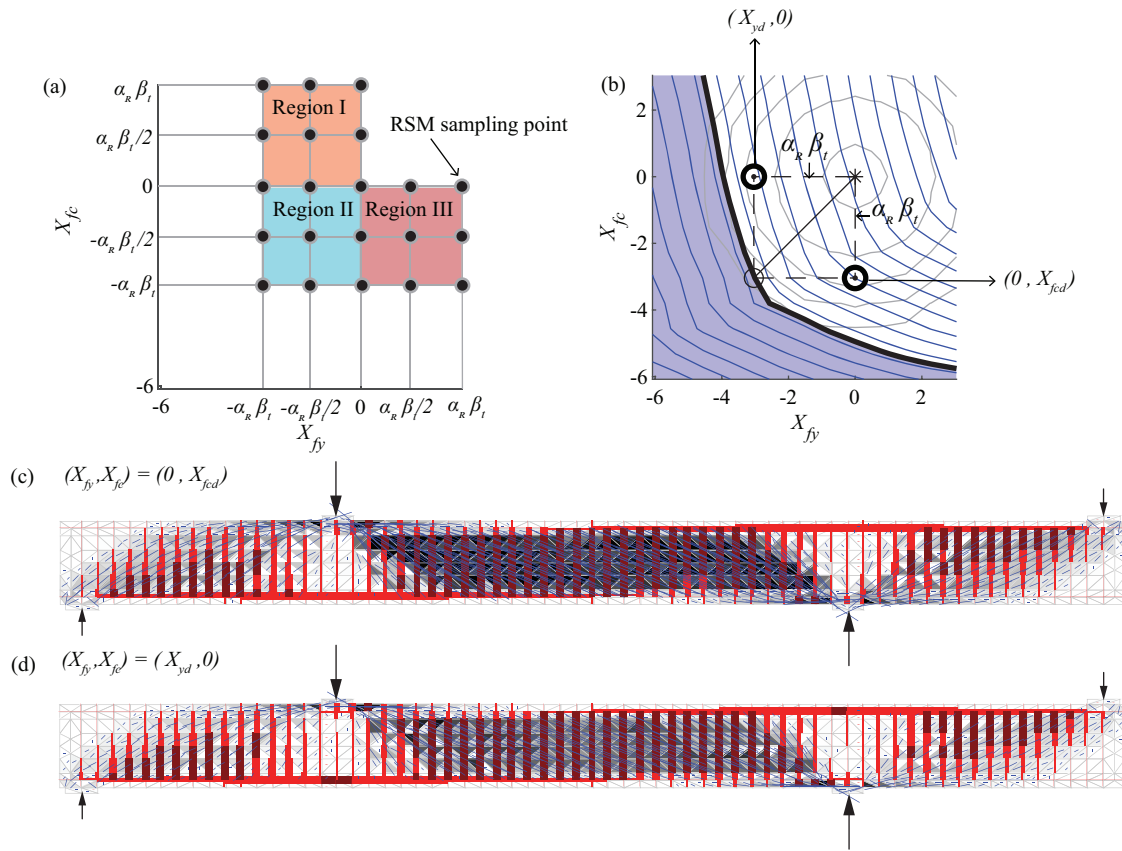 (a)
α_R β_t
α_R β_t/2
0
-α_R β_t/2
-α_R β_t
-6
X_fc
Region I
Region II
Region III
RSM sampling point
-6
-α_R β_t
-α_R β_t/2
0
α_R β_t/2
α_R β_t
X_fy
(b)
(X_yd ,0)
2
0
-2
-4
-6
X_fc
α_R β_t
α_R β_t
(0 , X_fcd)
-6
-4
-2
0
2
X_fy
(c)
(X_fy,X_fc) = (0 , X_fcd)
(d)
(X_fy,X_fc) = ( X_yd ,0)